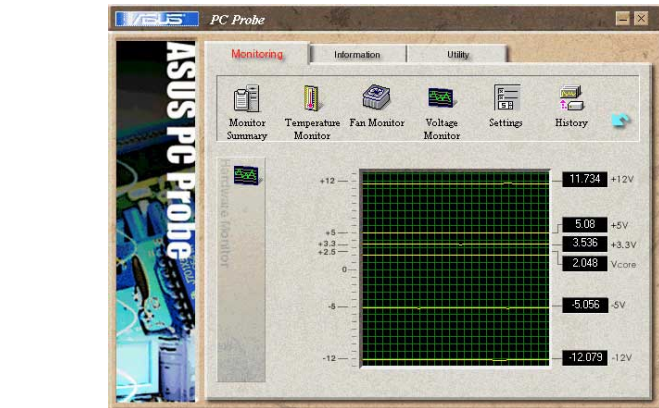 ASUS PC Probe
Monitoring Information Utility
Monitor Summary
Temperature Monitor
Fan Monitor
Voltage Monitor
Settings
History
ASUS PC Probe
Hardware Monitor
+12
+5
+3.3
+2.5
0
-5
-12
11.734 +12V
5.08 +5V
3.536 +3.3V
2.048 Vcore
-5.056 -5V
-12.079 -12V